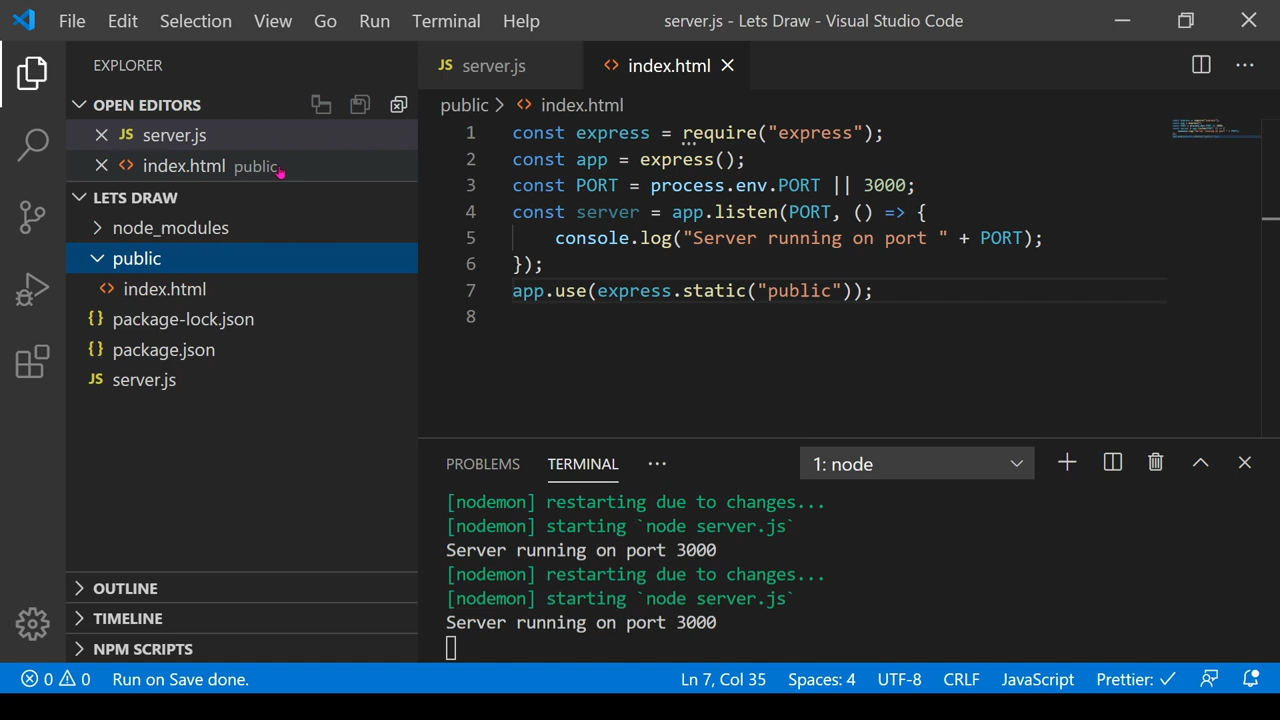 File Edit Selection View Go Run Terminal Help server.js - Lets Draw - Visual Studio Code
EXPLORER
OPEN EDITORS
JS server.js
<> index.html public
LETS DRAW
node_modules
public
<> index.html
{} package-lock.json
{} package.json
JS server.js
OUTLINE
TIMELINE
NPM SCRIPTS
JS server.js <> index.html
public > <> index.html
1 const express = require("express");
2 const app = express();
3 const PORT = process.env.PORT || 3000;
4 const server = app.listen(PORT, () => {
5 console.log("Server running on port " + PORT);
6 });
7 app.use(express.static("public"));
8
PROBLEMS TERMINAL ... 1: node
[nodemon] restarting due to changes...
[nodemon] starting `node server.js`
Server running on port 3000
[nodemon] restarting due to changes...
[nodemon] starting `node server.js`
Server running on port 3000
0 0 Run on Save done. Ln 7, Col 35 Spaces: 4 UTF-8 CRLF JavaScript Prettier: ✓